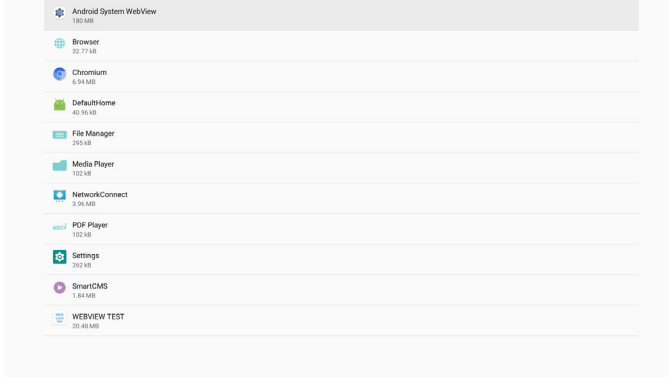 Android System WebView
180 MB
Browser
32.77 kB
Chromium
6.94 MB
DefaultHome
40.96 kB
File Manager
295 kB
Media Player
102 kB
NetworkConnect
3.96 MB
PDF Player
102 kB
Settings
262 kB
SmartCMS
1.84 MB
WEBVIEW TEST
20.48 MB